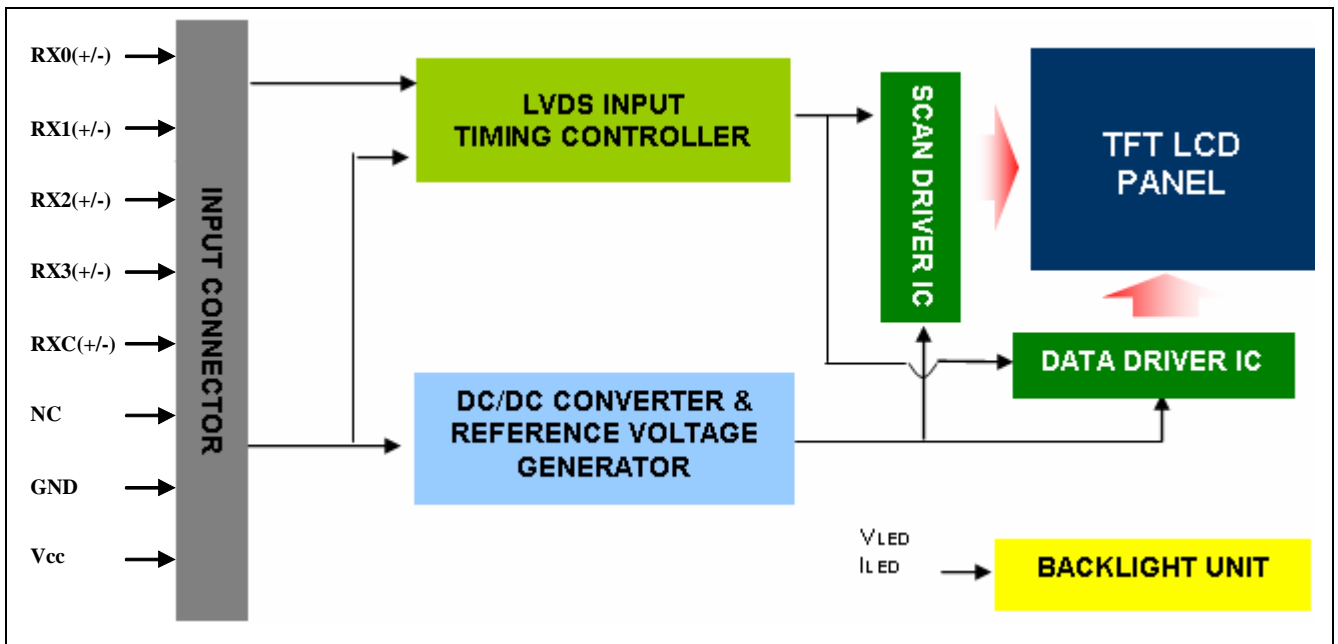 RX0(+/-)
RX1(+/-)
RX2(+/-)
RX3(+/-)
RXC(+/-)
NC
GND
Vcc
INPUT CONNECTOR
LVDS INPUT
TIMING CONTROLLER
DC/DC CONVERTER &
REFERENCE VOLTAGE
GENERATOR
SCAN DRIVER IC
TFT LCD
PANEL
DATA DRIVER IC
VLED
ILED
BACKLIGHT UNIT